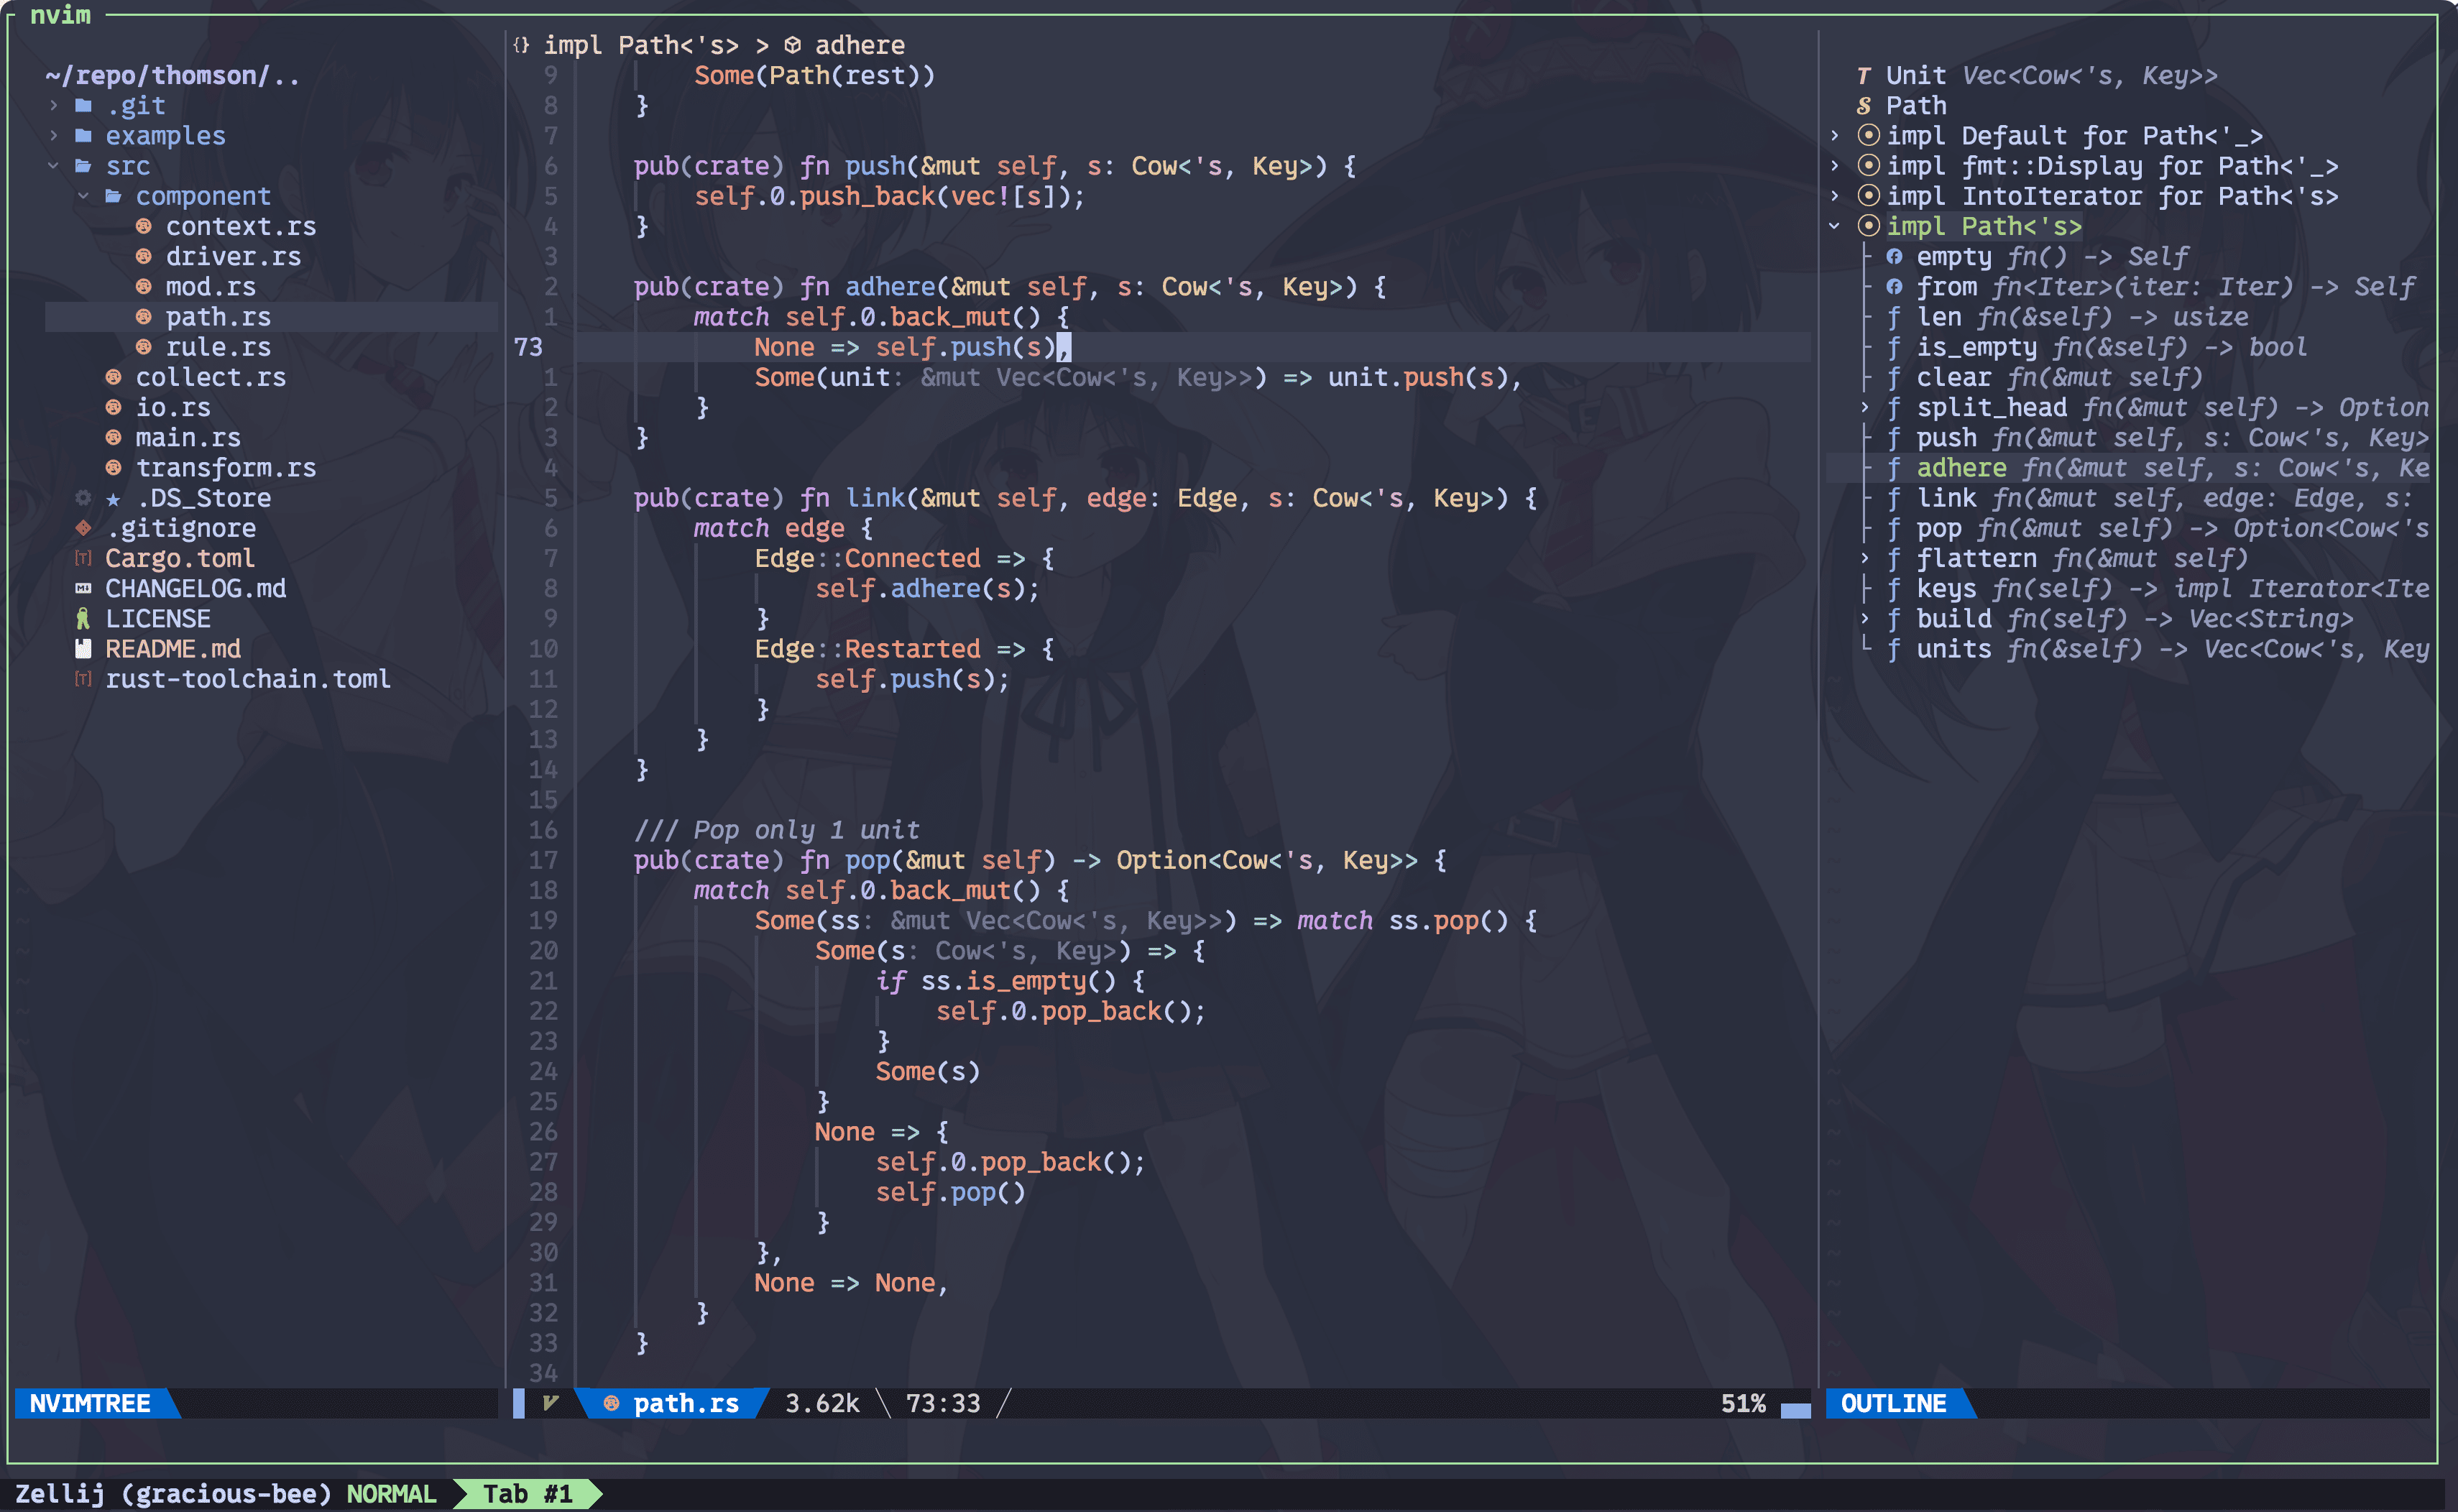 nvim
~/repo/thomson/..
.git
examples
src
component
context.rs
driver.rs
mod.rs
path.rs
rule.rs
collect.rs
io.rs
main.rs
transform.rs
.DS_Store
.gitignore
Cargo.toml
CHANGELOG.md
LICENSE
README.md
rust-toolchain.toml
{} impl Path<'s> > adhere
9 Some(Path(rest))
8 }
7
6 pub(crate) fn push(&mut self, s: Cow<'s, Key>) {
5 self.0.push_back(vec![s]);
4 }
3
2 pub(crate) fn adhere(&mut self, s: Cow<'s, Key>) {
1 match self.0.back_mut() {
73 None => self.push(s),
1 Some(unit: &mut Vec<Cow<'s, Key>>) => unit.push(s),
2 }
3 }
4
5 pub(crate) fn link(&mut self, edge: Edge, s: Cow<'s, Key>) {
6 match edge {
7 Edge::Connected => {
8 self.adhere(s);
9 }
10 Edge::Restarted => {
11 self.push(s);
12 }
13 }
14 }
15
16 /// Pop only 1 unit
17 pub(crate) fn pop(&mut self) -> Option<Cow<'s, Key>> {
18 match self.0.back_mut() {
19 Some(ss: &mut Vec<Cow<'s, Key>>) => match ss.pop() {
20 Some(s: Cow<'s, Key>) => {
21 if ss.is_empty() {
22 self.0.pop_back();
23 }
24 Some(s)
25 }
26 None => {
27 self.0.pop_back();
28 self.pop()
29 }
30 },
31 None => None,
32 }
33 }
34
T Unit Vec<Cow<'s, Key>>
S Path
impl Default for Path<'_>
impl fmt::Display for Path<'_>
impl IntoIterator for Path<'s>
impl Path<'s>
empty fn() -> Self
from fn<Iter>(iter: Iter) -> Self
ƒ len fn(&self) -> usize
ƒ is_empty fn(&self) -> bool
ƒ clear fn(&mut self)
ƒ split_head fn(&mut self) -> Option
ƒ push fn(&mut self, s: Cow<'s, Key>
ƒ adhere fn(&mut self, s: Cow<'s, Ke
ƒ link fn(&mut self, edge: Edge, s:
ƒ pop fn(&mut self) -> Option<Cow<'s
ƒ flattern fn(&mut self)
ƒ keys fn(self) -> impl Iterator<Ite
ƒ build fn(self) -> Vec<String>
ƒ units fn(&self) -> Vec<Cow<'s, Key
NVIMTREE
path.rs 3.62k 73:33 51%
OUTLINE
Zellij (gracious-bee) NORMAL Tab #1